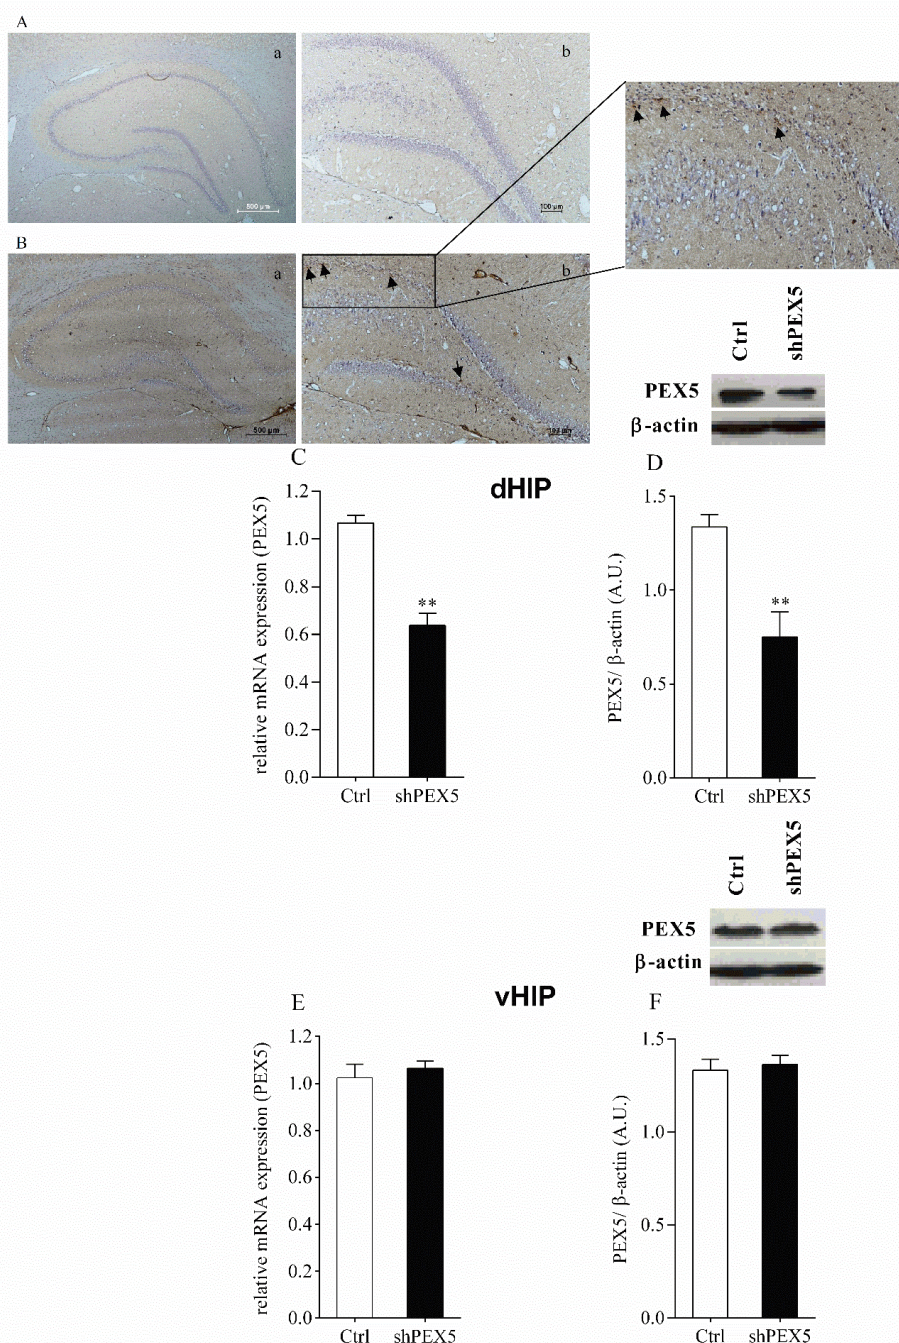 A
a
500 µm
b
100 µm
B
a
500 µm
b
Ctrl
shPEX5
PEX5
β-actin
C
dHIP
D
relative mRNA expression (PEX5)
1.2
1.0
0.8
0.6
0.4
0.2
0.0
**
Ctrl
shPEX5
PEX5/ β-actin (A.U.)
1.5
1.0
0.5
0.0
**
Ctrl
shPEX5
Ctrl
shPEX5
PEX5
β-actin
E
vHIP
F
relative mRNA expression (PEX5)
1.2
1.0
0.8
0.6
0.4
0.2
0.0
Ctrl
shPEX5
PEX5/ β-actin (A.U.)
1.5
1.0
0.5
0.0
Ctrl
shPEX5